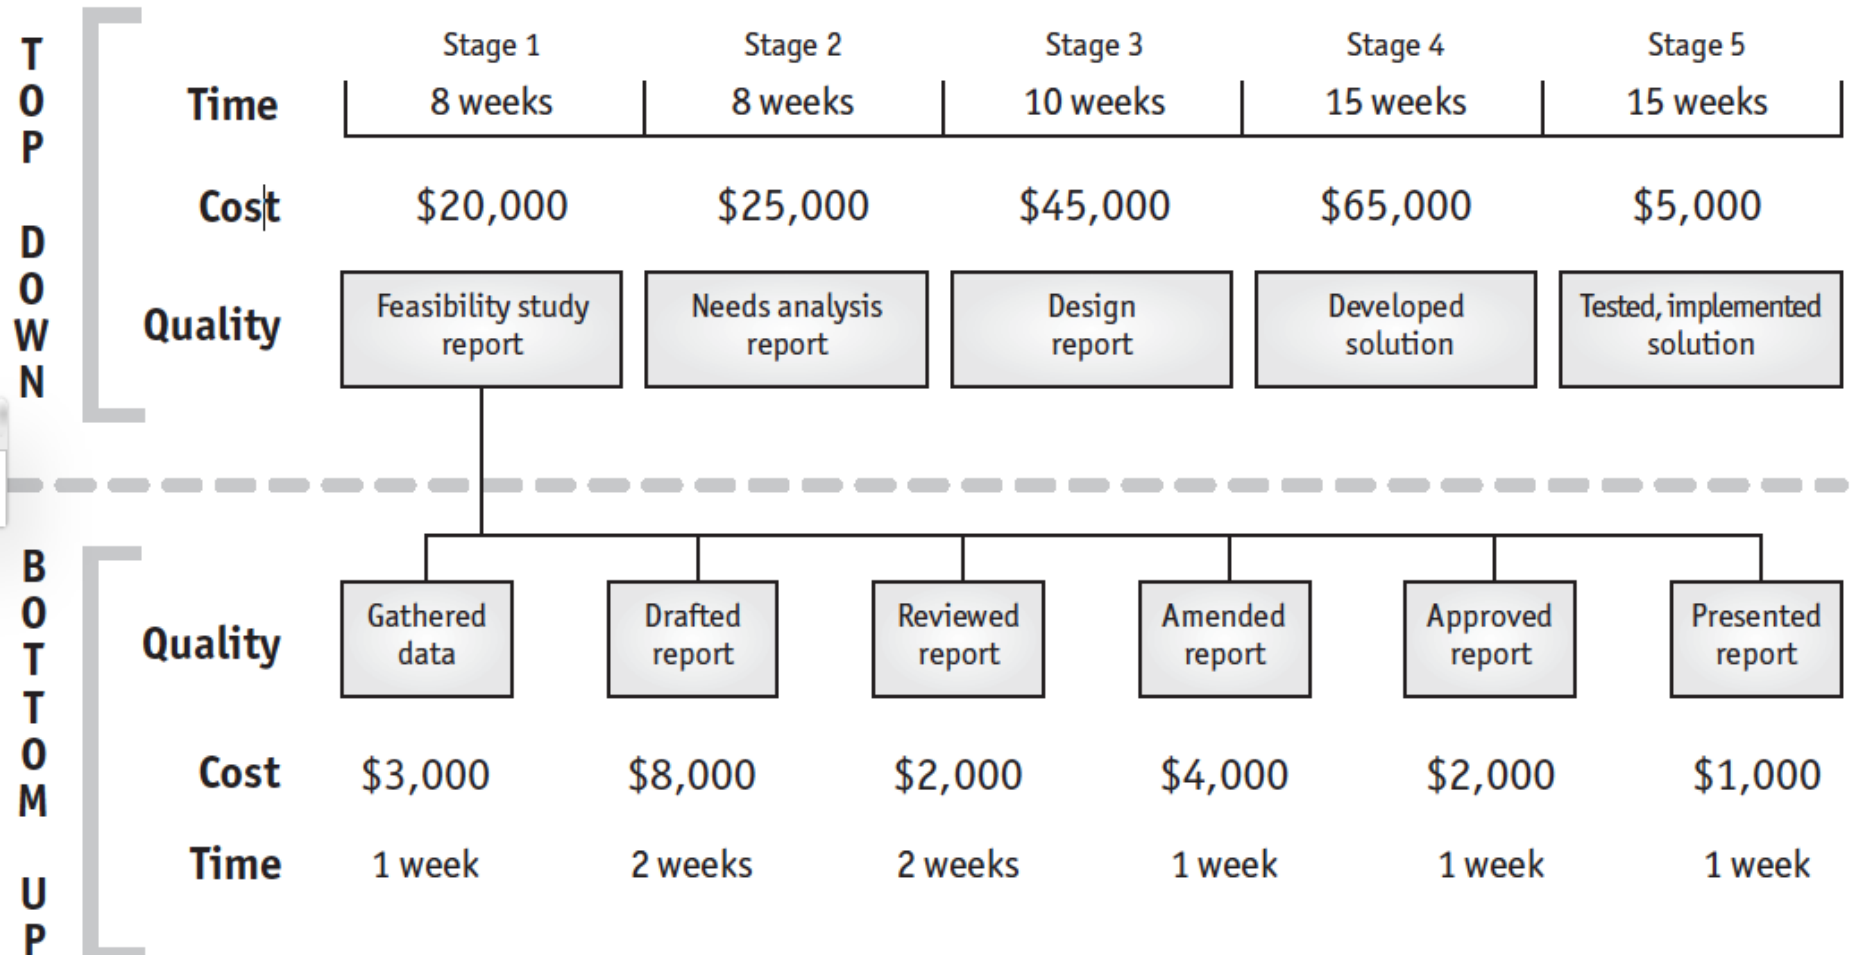 TOP DOWN
Stage 1 Stage 2 Stage 3 Stage 4 Stage 5
Time 8 weeks 8 weeks 10 weeks 15 weeks 15 weeks
Cost $20,000 $25,000 $45,000 $65,000 $5,000
Quality
Feasibility study
report
Needs analysis
report
Design
report
Developed
solution
Tested, implemented
solution
BOTTOM UP
Quality
Gathered
data
Drafted
report
Reviewed
report
Amended
report
Approved
report
Presented
report
Cost $3,000 $8,000 $2,000 $4,000 $2,000 $1,000
Time 1 week 2 weeks 2 weeks 1 week 1 week 1 week